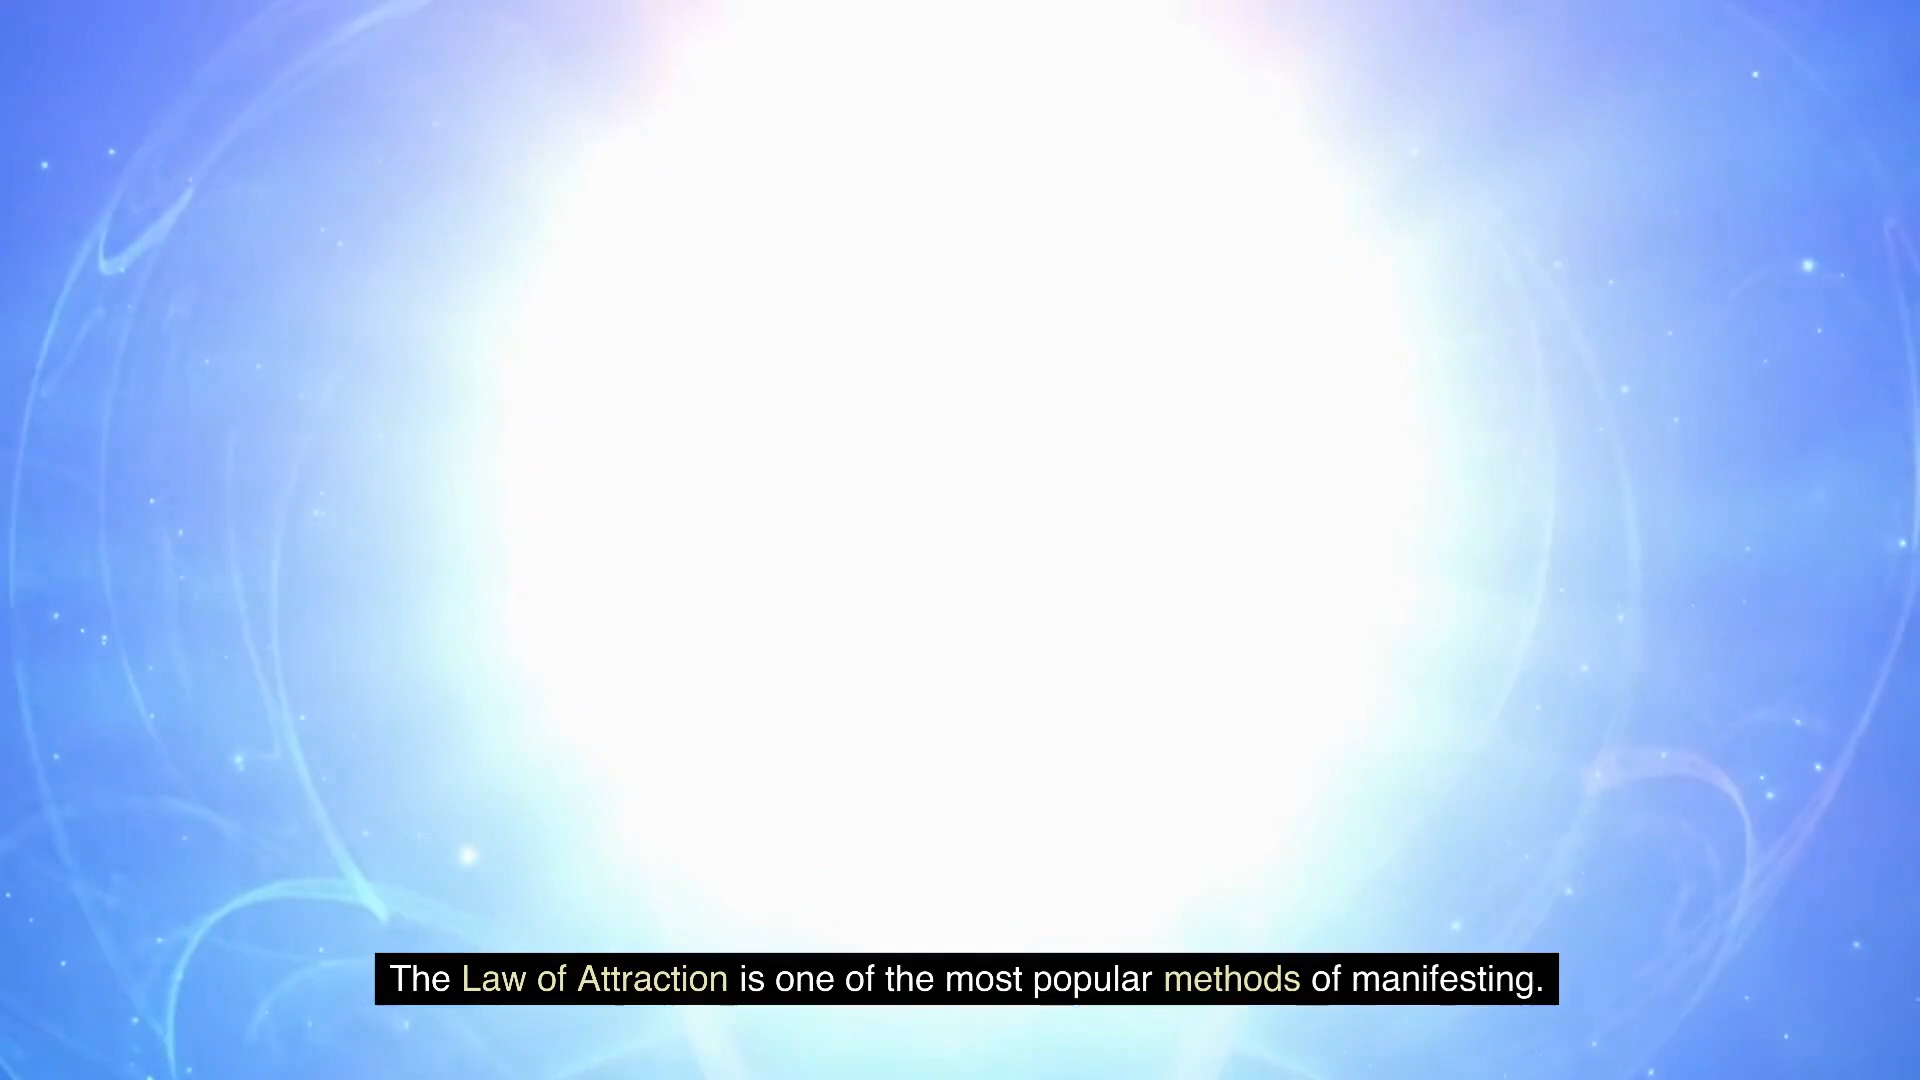 The Law of Attraction is one of the most popular methods of manifesting.